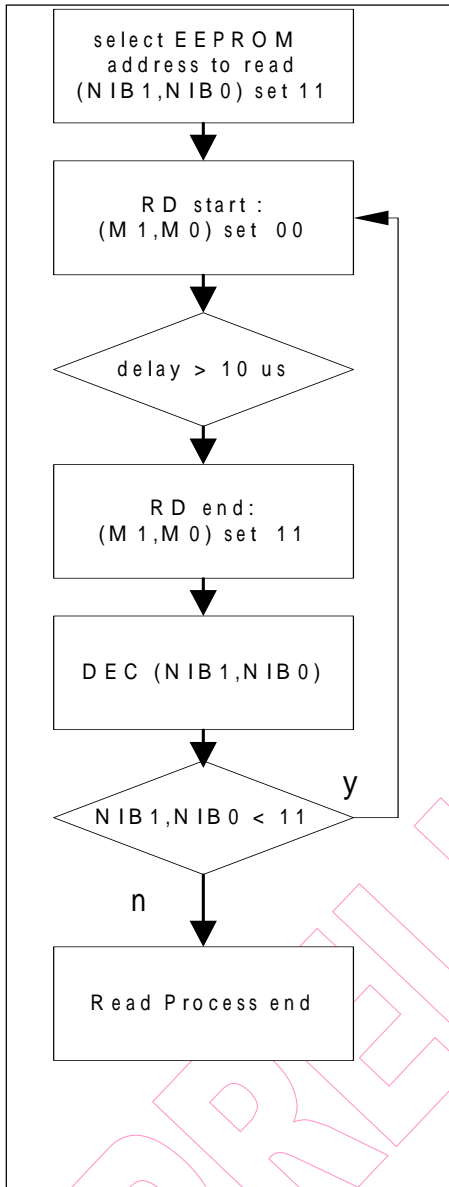 select EEPROM
address to read
(NIB1,NIB0) set 11
RD start :
(M1,M0) set 00
delay > 10 us
RD end:
(M1,M0) set 11
DEC (NIB1,NIB0)
NIB1,NIB0 < 11
y
n
Read Process end